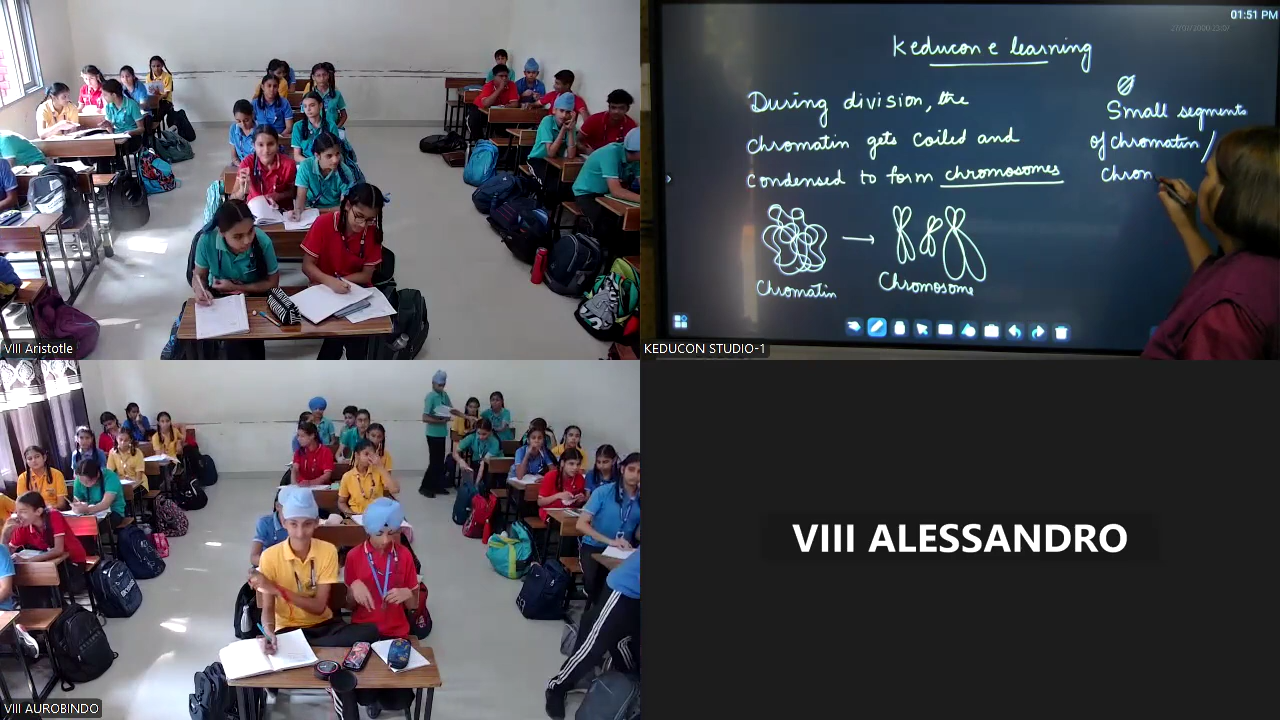 01:51 PM
Keducon e learning
During division, the
chromatin gets coiled and
condensed to form chromosomes
Chromatin
Chromosome
Small segments
of chromatin /
Chron
VIII Aristotle
KEDUCON STUDIO-1
VIII AUROBINDO
VIII ALESSANDRO